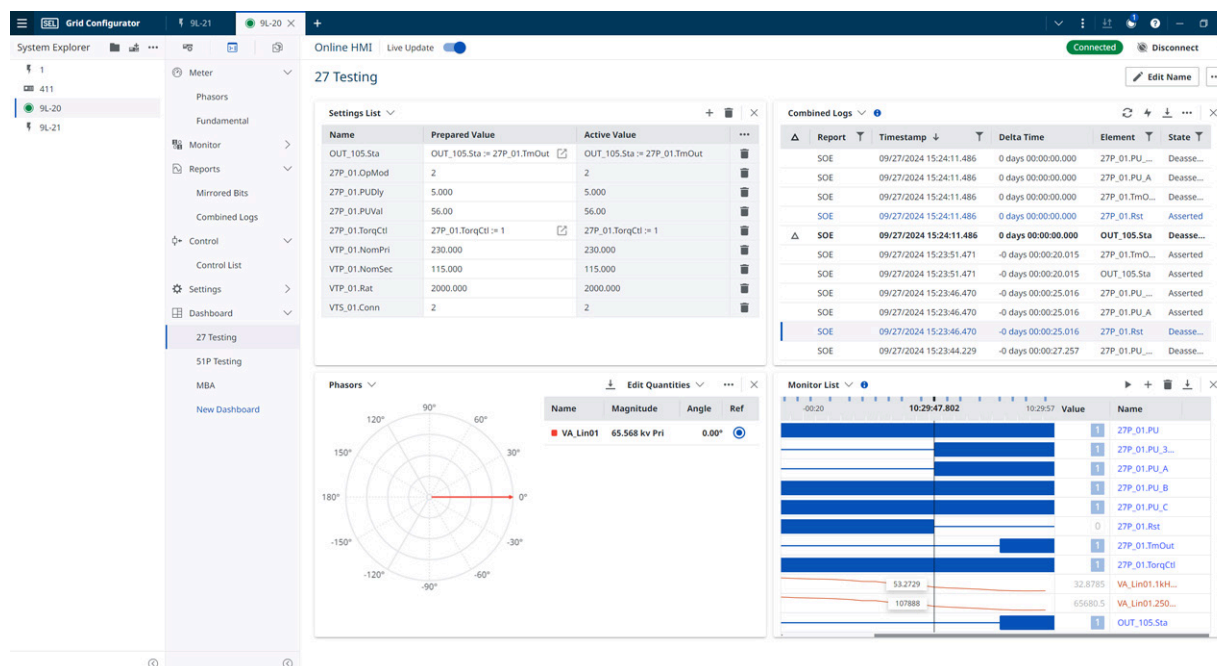 SEL Grid Configurator
9L-21
9L-20
1
System Explorer
1
411
9L-20
9L-21
Meter
Phasors
Fundamental
Monitor
Reports
Mirrored Bits
Combined Logs
Control
Control List
Settings
Dashboard
27 Testing
51P Testing
MBA
New Dashboard
Online HMI Live Update
Connected Disconnect
27 Testing
Edit Name
Settings List
Name Prepared Value Active Value
OUT_105.Sta OUT_105.Sta := 27P_01.TmOut OUT_105.Sta := 27P_01.TmOut
27P_01.OpMod 2 2
27P_01.PUDly 5.000 5.000
27P_01.PUVal 56.00 56.00
27P_01.TorqCtl 27P_01.TorqCtl := 1 27P_01.TorqCtl := 1
VTP_01.NomPri 230.000 230.000
VTP_01.NomSec 115.000 115.000
VTP_01.Rat 2000.000 2000.000
VTS_01.Conn 2 2
Combined Logs
Δ Report Timestamp Delta Time Element State
SOE 09/27/2024 15:24:11.486 0 days 00:00:00.000 27P_01.PU_... Deasse...
SOE 09/27/2024 15:24:11.486 0 days 00:00:00.000 27P_01.PU_A Deasse...
SOE 09/27/2024 15:24:11.486 0 days 00:00:00.000 27P_01.TmO... Deasse...
SOE 09/27/2024 15:24:11.486 0 days 00:00:00.000 27P_01.Rst Asserted
Δ SOE 09/27/2024 15:24:11.486 0 days 00:00:00.000 OUT_105.Sta Deasse...
SOE 09/27/2024 15:23:51.471 -0 days 00:00:20.015 27P_01.TmO... Asserted
SOE 09/27/2024 15:23:51.471 -0 days 00:00:20.015 OUT_105.Sta Asserted
SOE 09/27/2024 15:23:46.470 -0 days 00:00:25.016 27P_01.PU_... Asserted
SOE 09/27/2024 15:23:46.470 -0 days 00:00:25.016 27P_01.PU_A Asserted
SOE 09/27/2024 15:23:46.470 -0 days 00:00:25.016 27P_01.Rst Deasse...
SOE 09/27/2024 15:23:44.229 -0 days 00:00:27.257 27P_01.PU_... Deasse...
Phasors
Edit Quantities
90°
120° 60°
150° 30°
180° 0°
-150° -30°
-120° -60°
-90°
Name Magnitude Angle Ref
VA_Lin01 65.568 kv Pri 0.00°
Monitor List
-00:20 10:29:47.802 10:29:57 Value Name
1 27P_01.PU
1 27P_01.PU_3...
1 27P_01.PU_A
1 27P_01.PU_B
1 27P_01.PU_C
0 27P_01.Rst
1 27P_01.TmOut
1 27P_01.TorqCtl
53.2729 32.8785 VA_Lin01.1kH...
107888 65680.5 VA_Lin01.250...
1 OUT_105.Sta